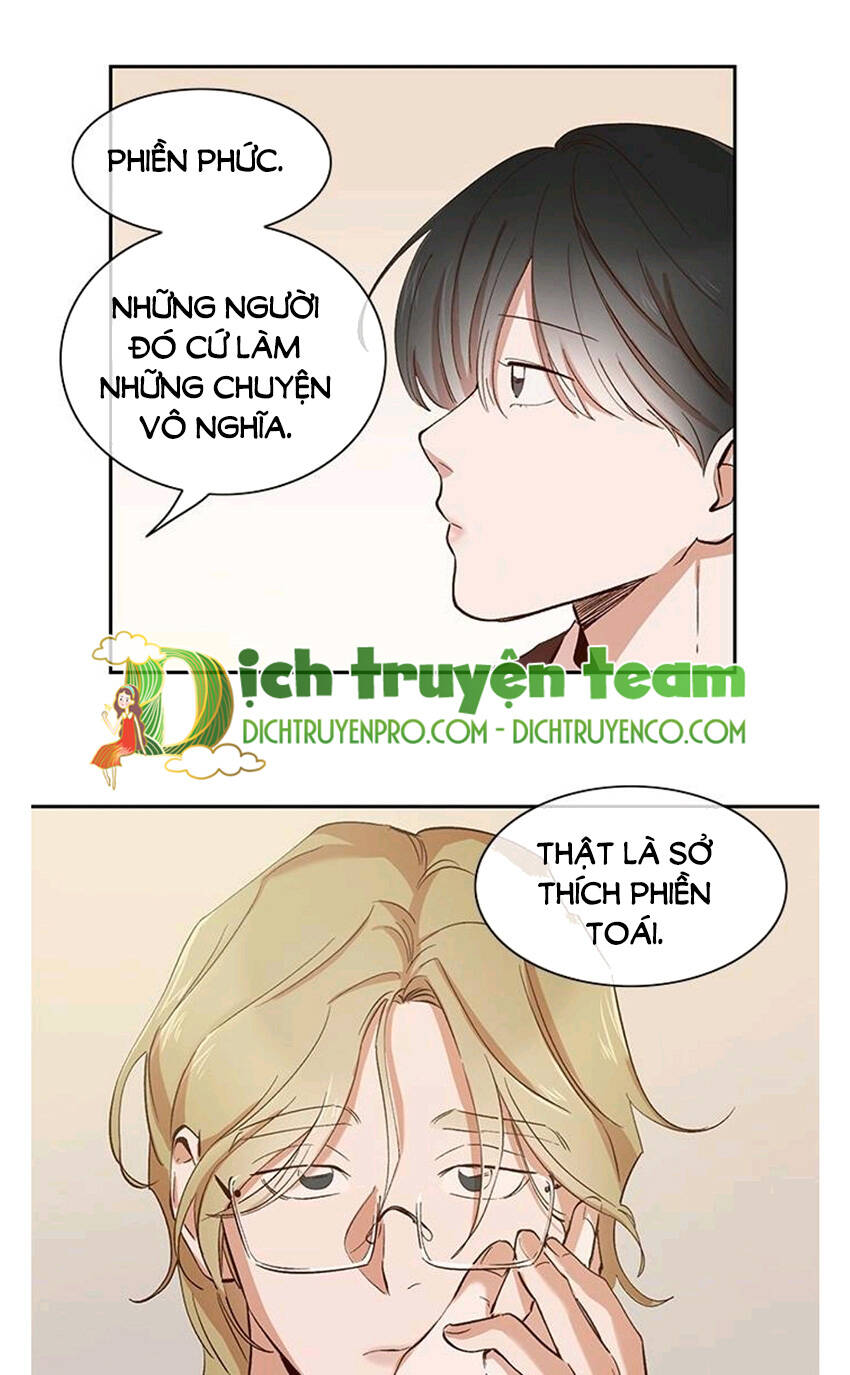 PHIỀN PHỨC.
NHỮNG NGƯỜI
ĐÓ CỨ LÀM
NHỮNG CHUYỆN
VÔ NGHĨA.
Dịch truyện team
DICHTRUYENPRO.COM - DICHTRUYENCO.COM
THẬT LÀ SỞ
THÍCH PHIỀN
TOÁI.